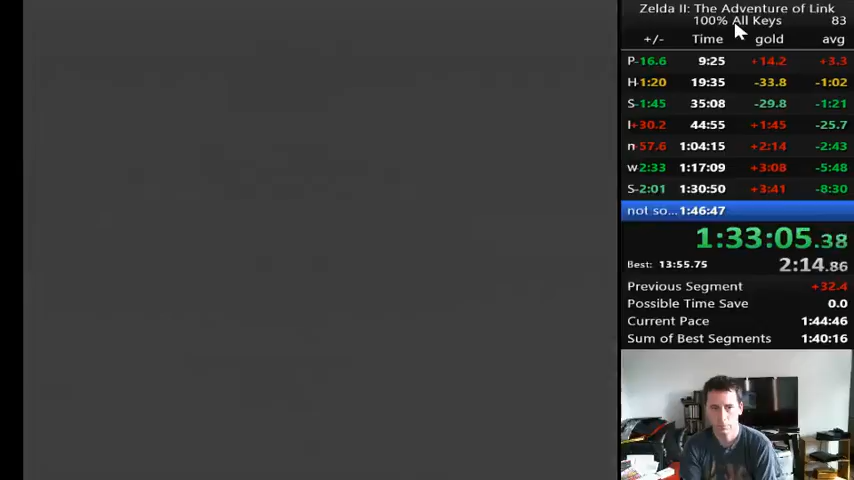 Zelda II: The Adventure of Link
100% All Keys 83
+/- Time gold avg
P-16.6 9:25 +14.2 +3.3
H-1:20 19:35 -33.8 -1:02
S-1:45 35:08 -29.8 -1:21
I+30.2 44:55 +1:45 -25.7
n-57.6 1:04:15 +2:14 -2:43
w2:33 1:17:09 +3:08 -5:48
S-2:01 1:30:50 +3:41 -8:30
not so... 1:46:47
1:33:05.38
Best: 13:55.75 2:14.86
Previous Segment +32.4
Possible Time Save 0.0
Current Pace 1:44:46
Sum of Best Segments 1:40:16